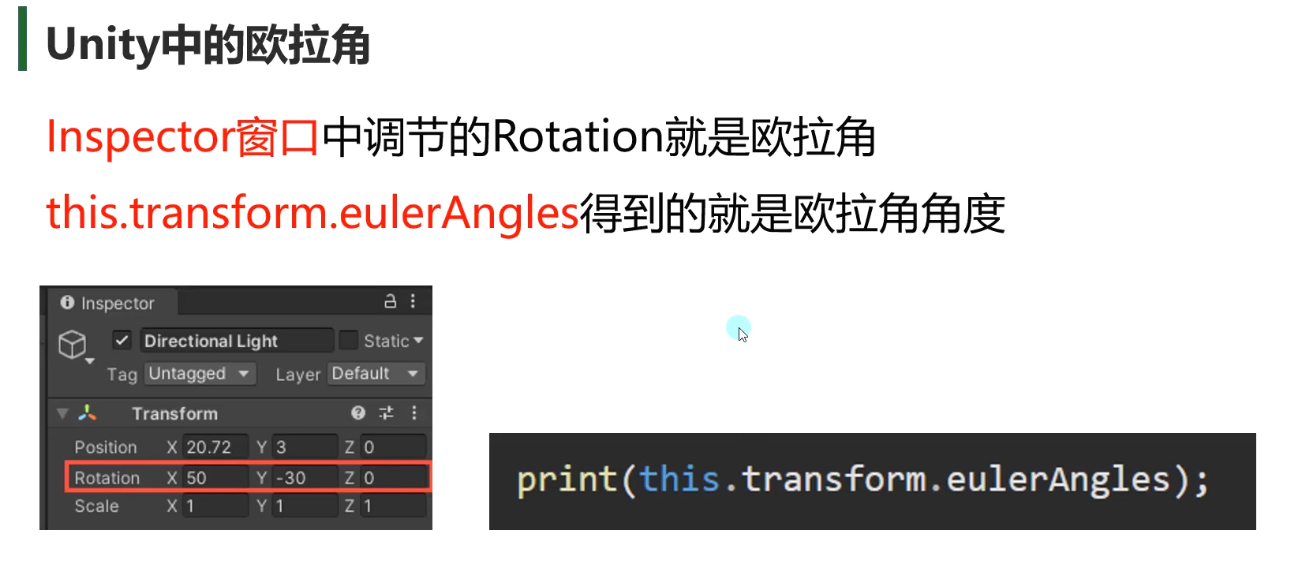 Unity中的欧拉角
Inspector窗口中调节的Rotation就是欧拉角
this.transform.eulerAngles得到的就是欧拉角角度
Inspector
Directional Light Static
Tag Untagged Layer Default
Transform
Position X 20.72 Y 3 Z 0
Rotation X 50 Y -30 Z 0
Scale X 1 Y 1 Z 1
print(this.transform.eulerAngles);